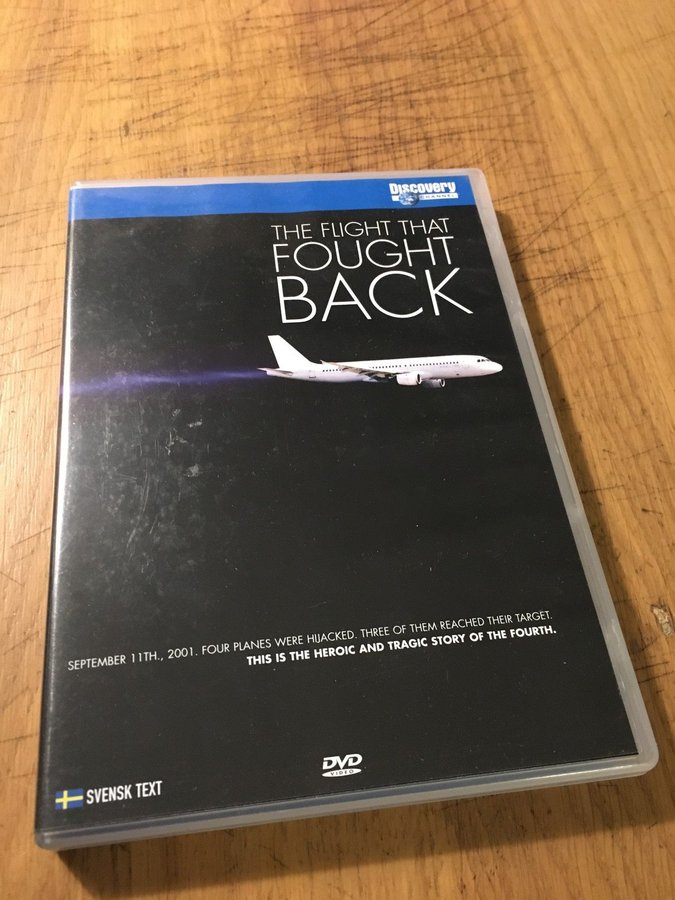 Discovery
CHANNEL
THE FLIGHT THAT
FOUGHT
BACK
SEPTEMBER 11TH., 2001. FOUR PLANES WERE HIJACKED. THREE OF THEM REACHED THEIR TARGET.
THIS IS THE HEROIC AND TRAGIC STORY OF THE FOURTH.
DVD
VIDEO
SVENSK TEXT